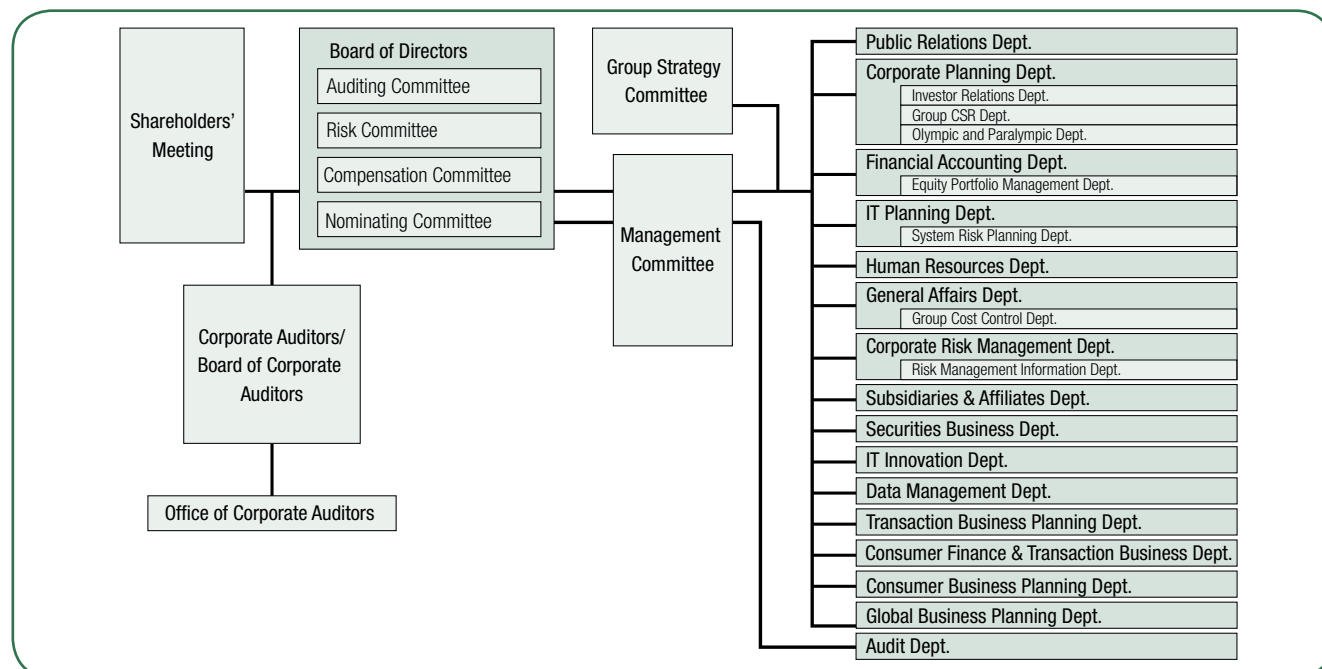 Shareholders'
Meeting
Board of Directors
Auditing Committee
Risk Committee
Compensation Committee
Nominating Committee
Corporate Auditors/
Board of Corporate
Auditors
Office of Corporate Auditors
Group Strategy
Committee
Management
Committee
Public Relations Dept.
Corporate Planning Dept.
Investor Relations Dept.
Group CSR Dept.
Olympic and Paralympic Dept.
Financial Accounting Dept.
Equity Portfolio Management Dept.
IT Planning Dept.
System Risk Planning Dept.
Human Resources Dept.
General Affairs Dept.
Group Cost Control Dept.
Corporate Risk Management Dept.
Risk Management Information Dept.
Subsidiaries & Affiliates Dept.
Securities Business Dept.
IT Innovation Dept.
Data Management Dept.
Transaction Business Planning Dept.
Consumer Finance & Transaction Business Dept.
Consumer Business Planning Dept.
Global Business Planning Dept.
Audit Dept.